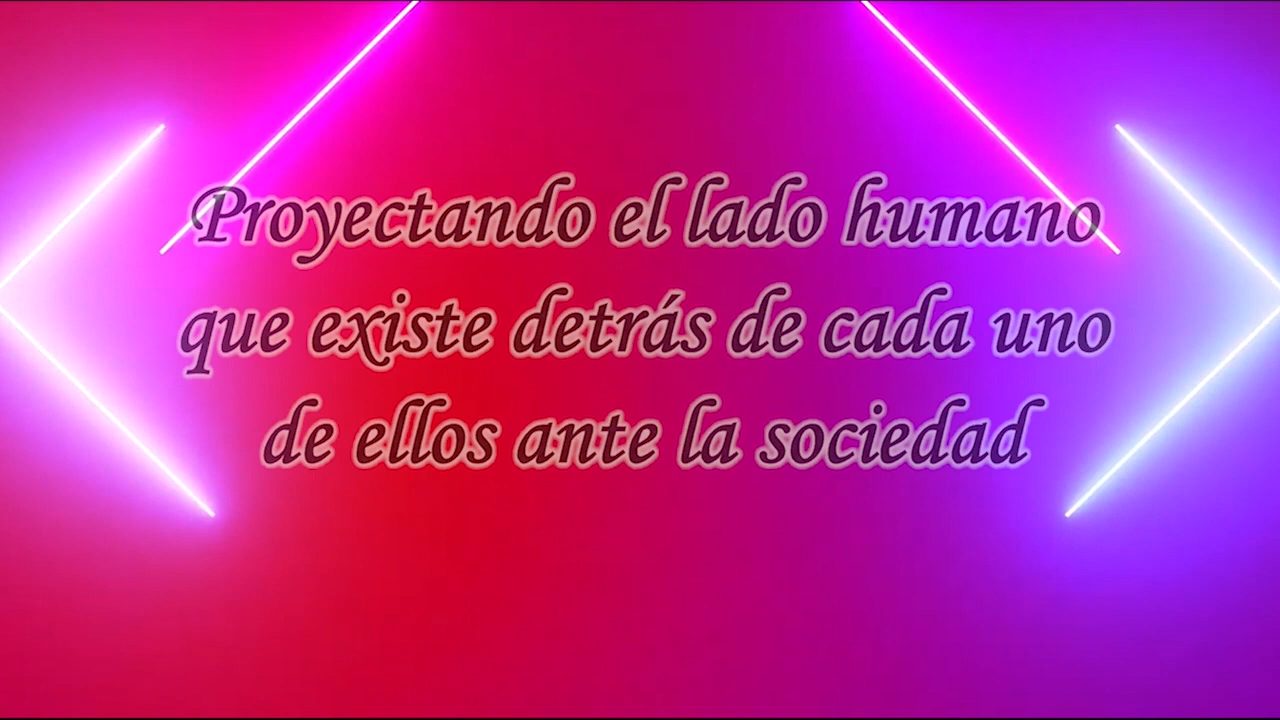 Proyectando el lado humano
que existe detrás de cada uno
de ellos ante la sociedad